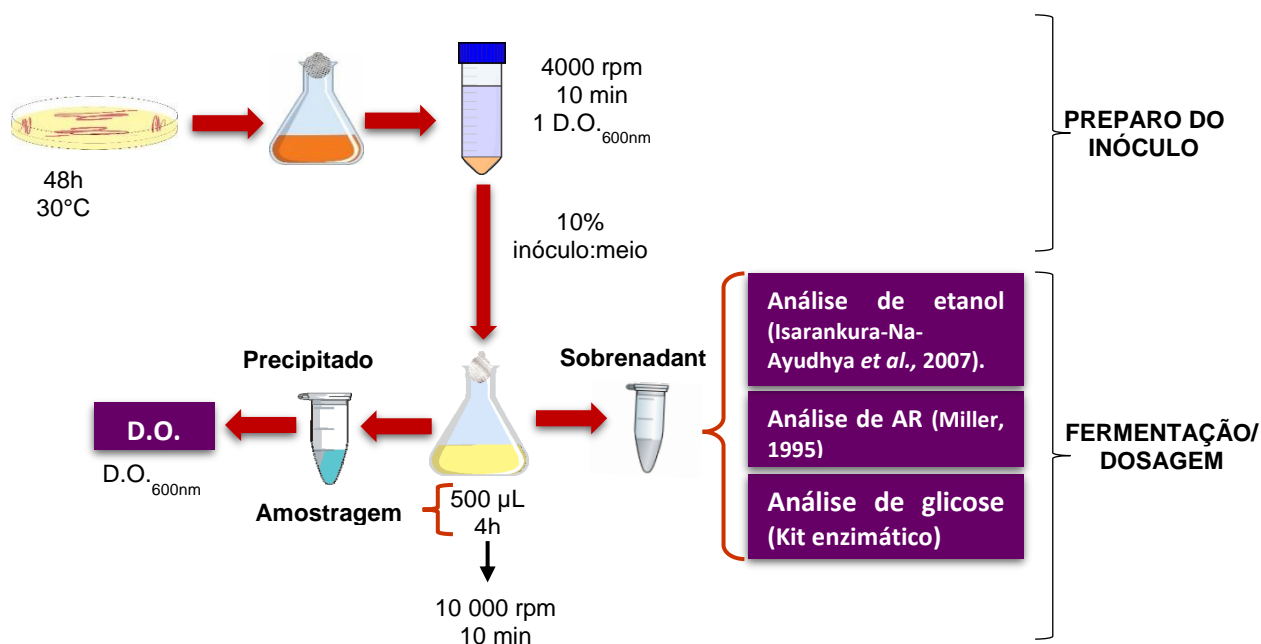 4000 rpm
10 min
1 D.O.600nm
PREPARO DO
INÓCULO
48h
30°C
10%
inóculo:meio
Análise de etanol
(Isarankura-Na-
Ayudhya et al., 2007).
Precipitado
Sobrenadant
D.O.
D.O.600nm
Análise de AR (Miller,
1995)
FERMENTAÇÃO/
DOSAGEM
Amostragem
500 µL
4h
Análise de glicose
(Kit enzimático)
10 000 rpm
10 min